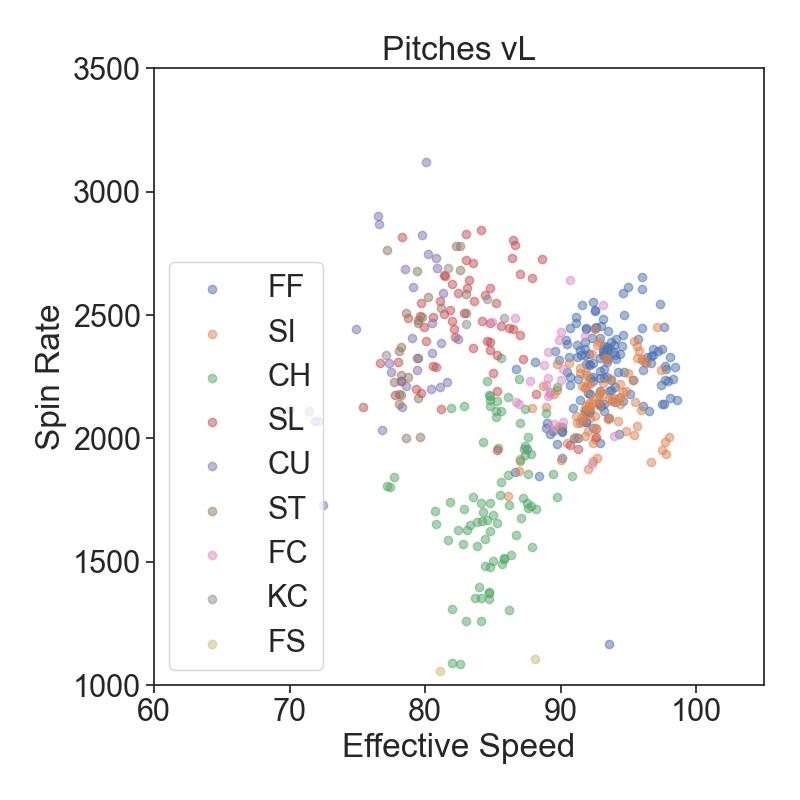 Pitches vL
3500
3000
2500
2000
1500
1000
Spin Rate
FF
SI
CH
SL
CU
ST
FC
KC
FS
60
70
80
90
100
Effective Speed